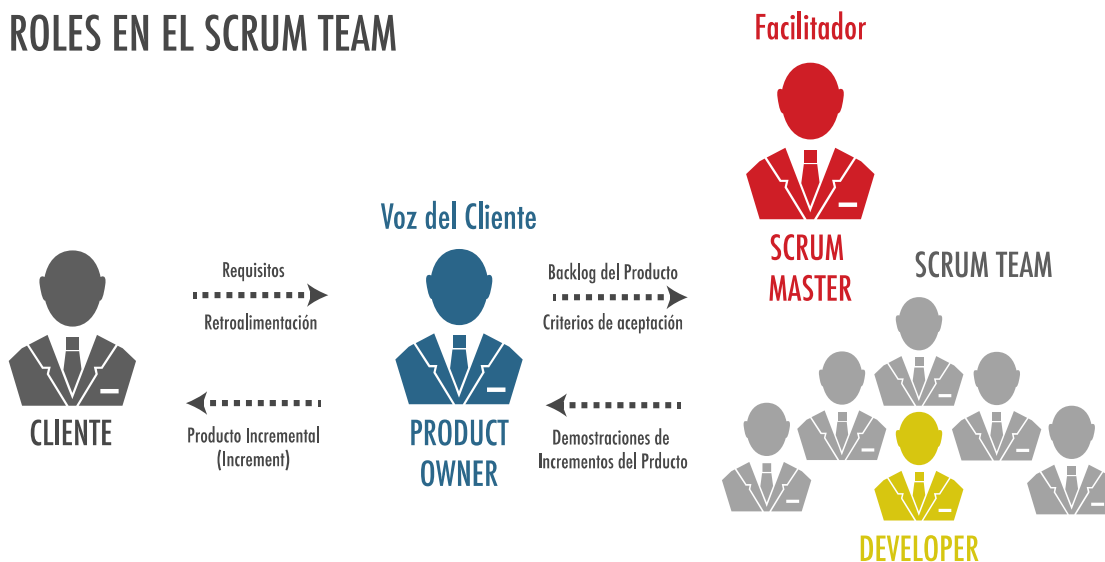 ROLES EN EL SCRUM TEAM
Facilitador
SCRUM
MASTER
Voz del Cliente
Requisitos
Retroalimentación
Backlog del Producto
Criterios de aceptación
SCRUM TEAM
CLIENTE
Producto Incremental
(Increment)
PRODUCT
OWNER
Demostraciones de
Incrementos del Prducto
DEVELOPER